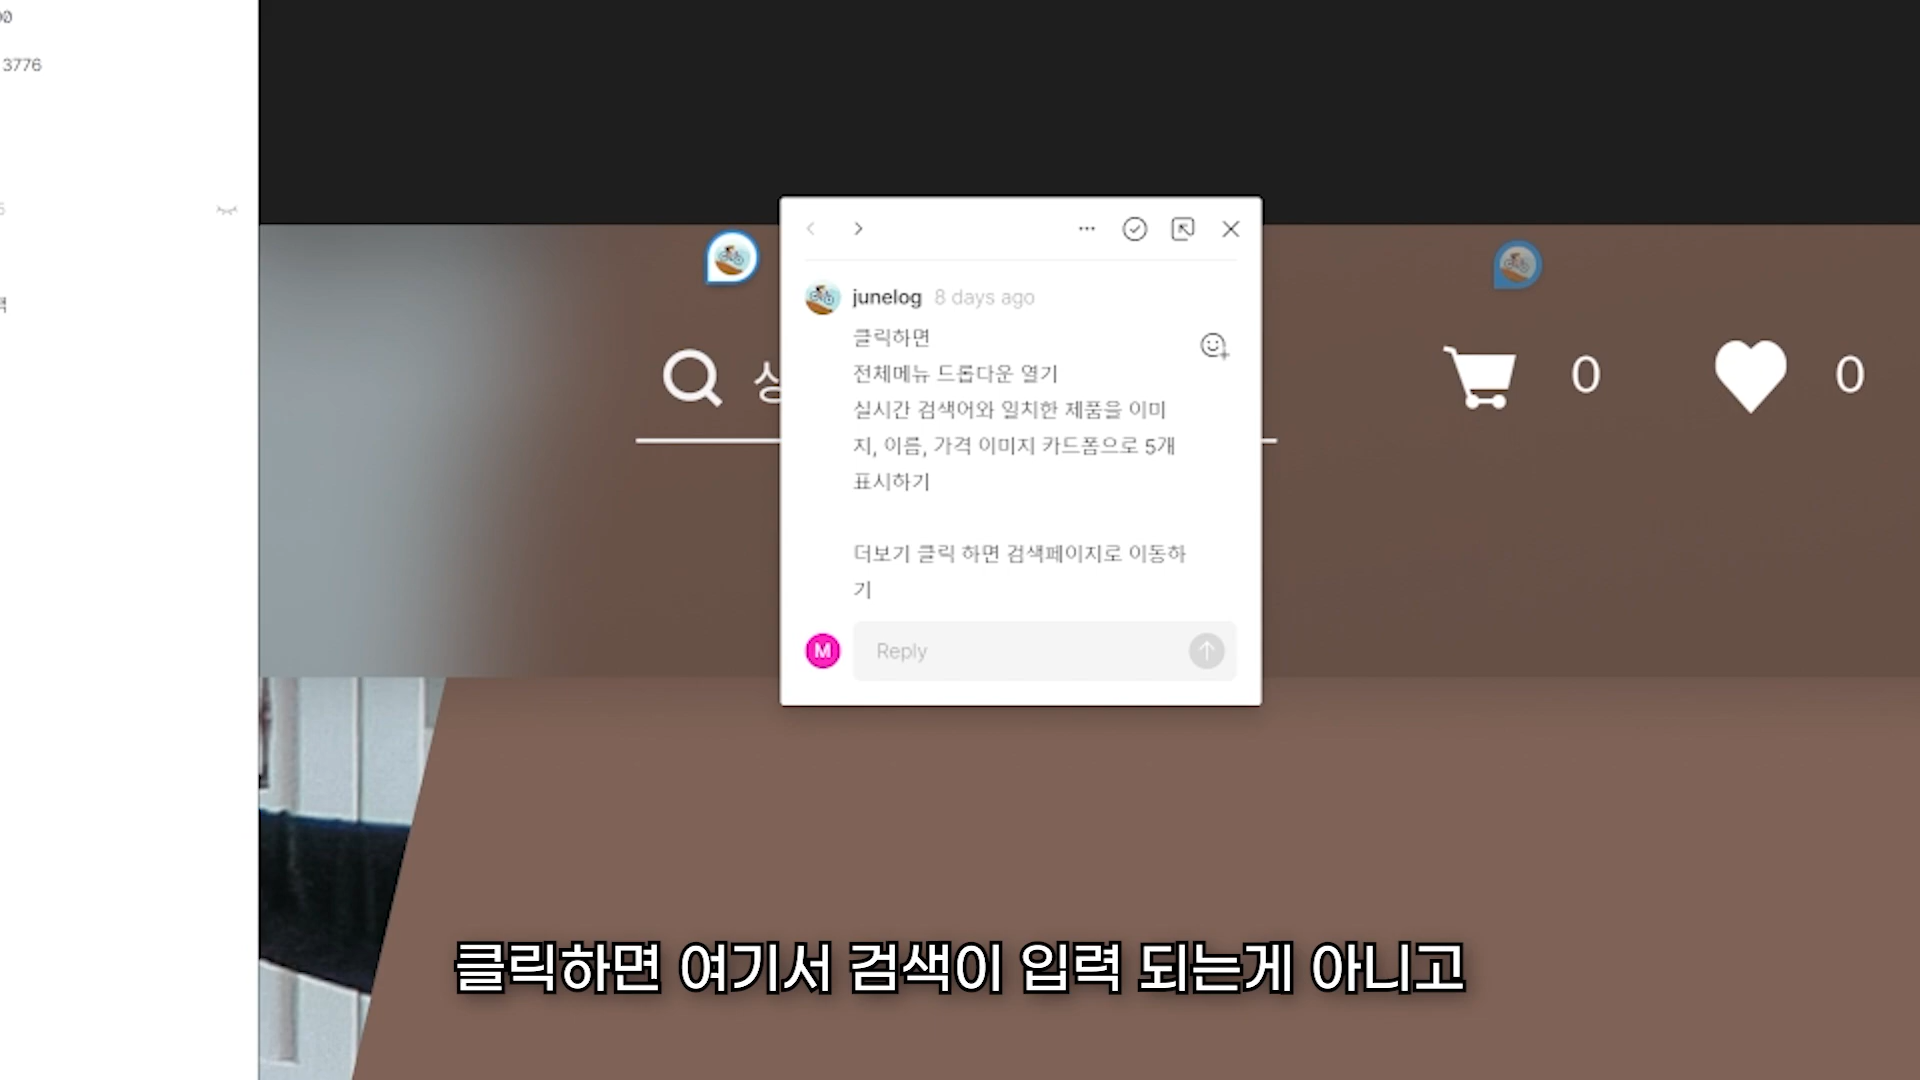 3776
junelog 8 days ago
클릭하면
전체메뉴 드롭다운 열기
실시간 검색어와 일치한 제품을 이미
지, 이름, 가격 이미지 카드폼으로 5개
표시하기
더보기 클릭 하면 검색페이지로 이동하
기
M Reply
0
0
클릭하면 여기서 검색이 입력 되는게 아니고